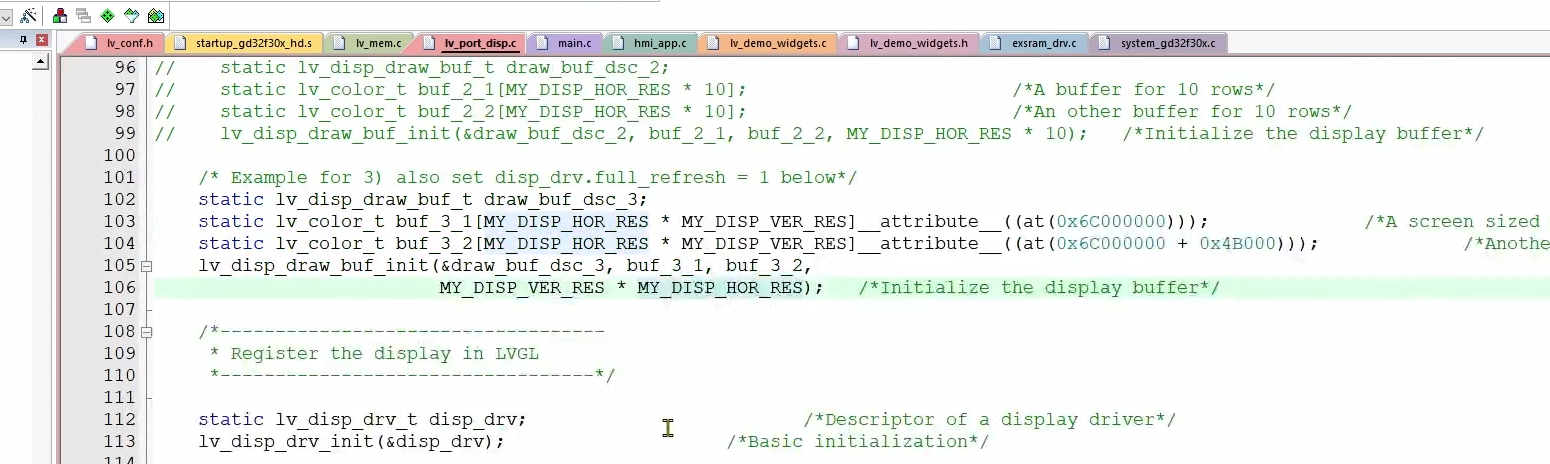 lv_conf.h startup_gd32f30x_hd.s lv_mem.c lv_port_disp.c main.c hmi_app.c lv_demo_widgets.c lv_demo_widgets.h exsram_drv.c system_gd32f30x.c
96 // static lv_disp_draw_buf_t draw_buf_dsc_2;
97 // static lv_color_t buf_2_1[MY_DISP_HOR_RES * 10]; /*A buffer for 10 rows*/
98 // static lv_color_t buf_2_2[MY_DISP_HOR_RES * 10]; /*An other buffer for 10 rows*/
99 // lv_disp_draw_buf_init(&draw_buf_dsc_2, buf_2_1, buf_2_2, MY_DISP_HOR_RES * 10); /*Initialize the display buffer*/
100
101 /* Example for 3) also set disp_drv.full_refresh = 1 below*/
102 static lv_disp_draw_buf_t draw_buf_dsc_3;
103 static lv_color_t buf_3_1[MY_DISP_HOR_RES * MY_DISP_VER_RES]__attribute__((at(0x6C000000))); /*A screen sized
104 static lv_color_t buf_3_2[MY_DISP_HOR_RES * MY_DISP_VER_RES]__attribute__((at(0x6C000000 + 0x4B000))); /*Anothe
105 lv_disp_draw_buf_init(&draw_buf_dsc_3, buf_3_1, buf_3_2,
106 MY_DISP_VER_RES * MY_DISP_HOR_RES); /*Initialize the display buffer*/
107
108 /*-----------------------------------
109 * Register the display in LVGL
110 *----------------------------------*/
111
112 static lv_disp_drv_t disp_drv; /*Descriptor of a display driver*/
113 lv_disp_drv_init(&disp_drv); /*Basic initialization*/
114